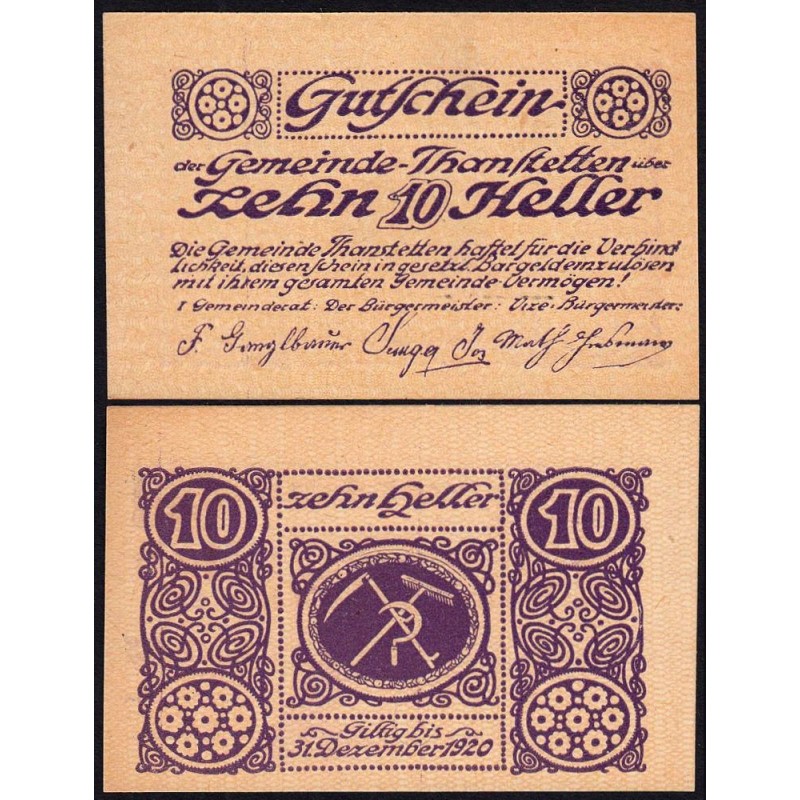 Gutschein
der Gemeinde-Thanstetten über
zehn 10 Heller
Die Gemeinde Thanstetten haftet für die Verbind
lichkeit, diesen Schein in gesetzl. Bargeld einzulösen
mit ihrem gesamten Gemeinde-Vermögen!
I Gemeinderat: Der Bürgermeister: Vize-Bürgermeister:
F. Ganglbauer
10 zehn Heller 10
Giltig bis
31. Dezember 1920